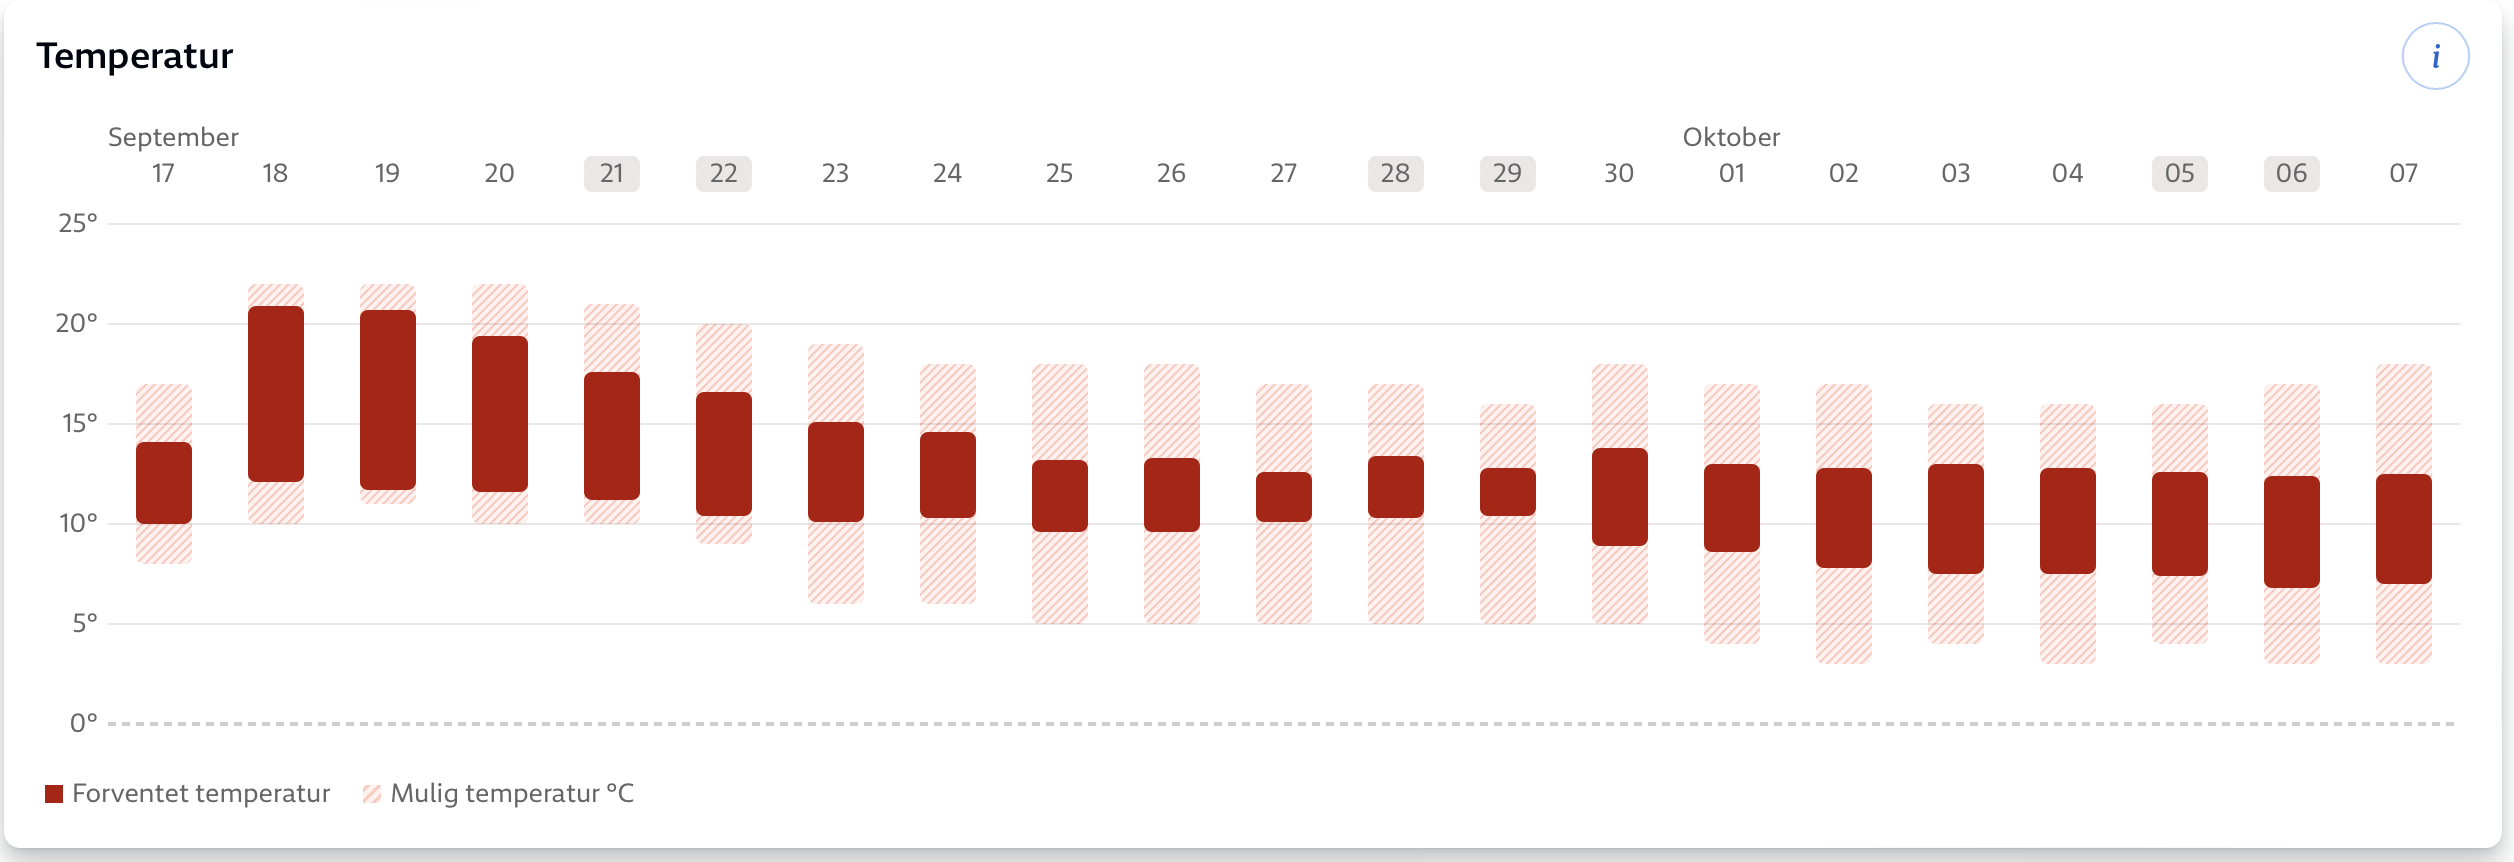 Temperatur
i
September
Oktober
17 18 19 20 21 22 23 24 25 26 27 28 29 30 01 02 03 04 05 06 07
25°
20°
15°
10°
5°
0°
Forventet temperatur
Mulig temperatur °C